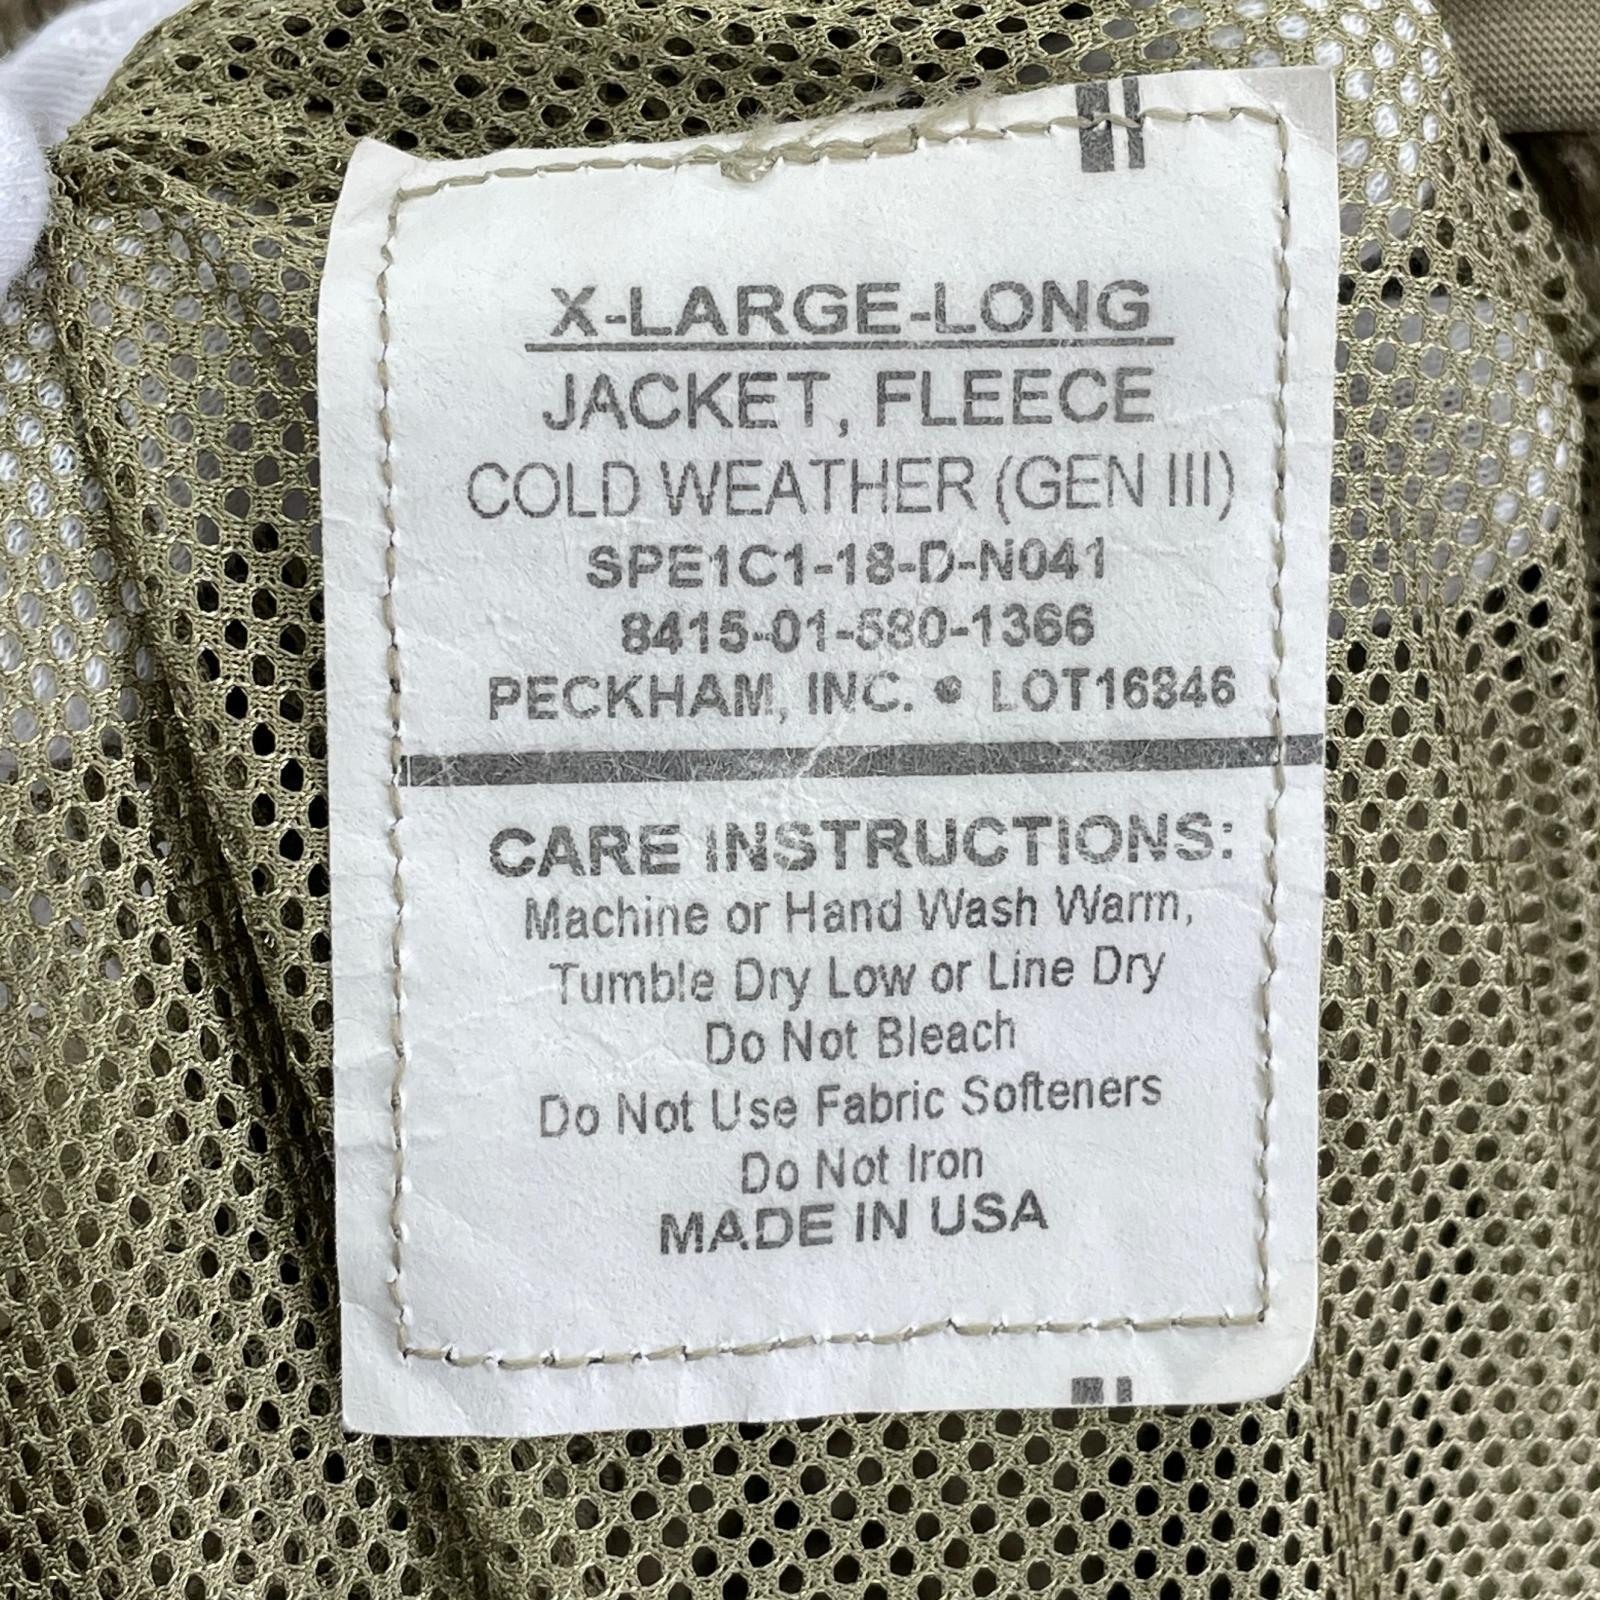 X-LARGE-LONG
JACKET, FLEECE
COLD WEATHER (GEN III)
SPE1C1-18-D-N041
8415-01-580-1366
PECKHAM, INC. ● LOT16846
CARE INSTRUCTIONS:
Machine or Hand Wash Warm,
Tumble Dry Low or Line Dry
Do Not Bleach
Do Not Use Fabric Softeners
Do Not Iron
MADE IN USA